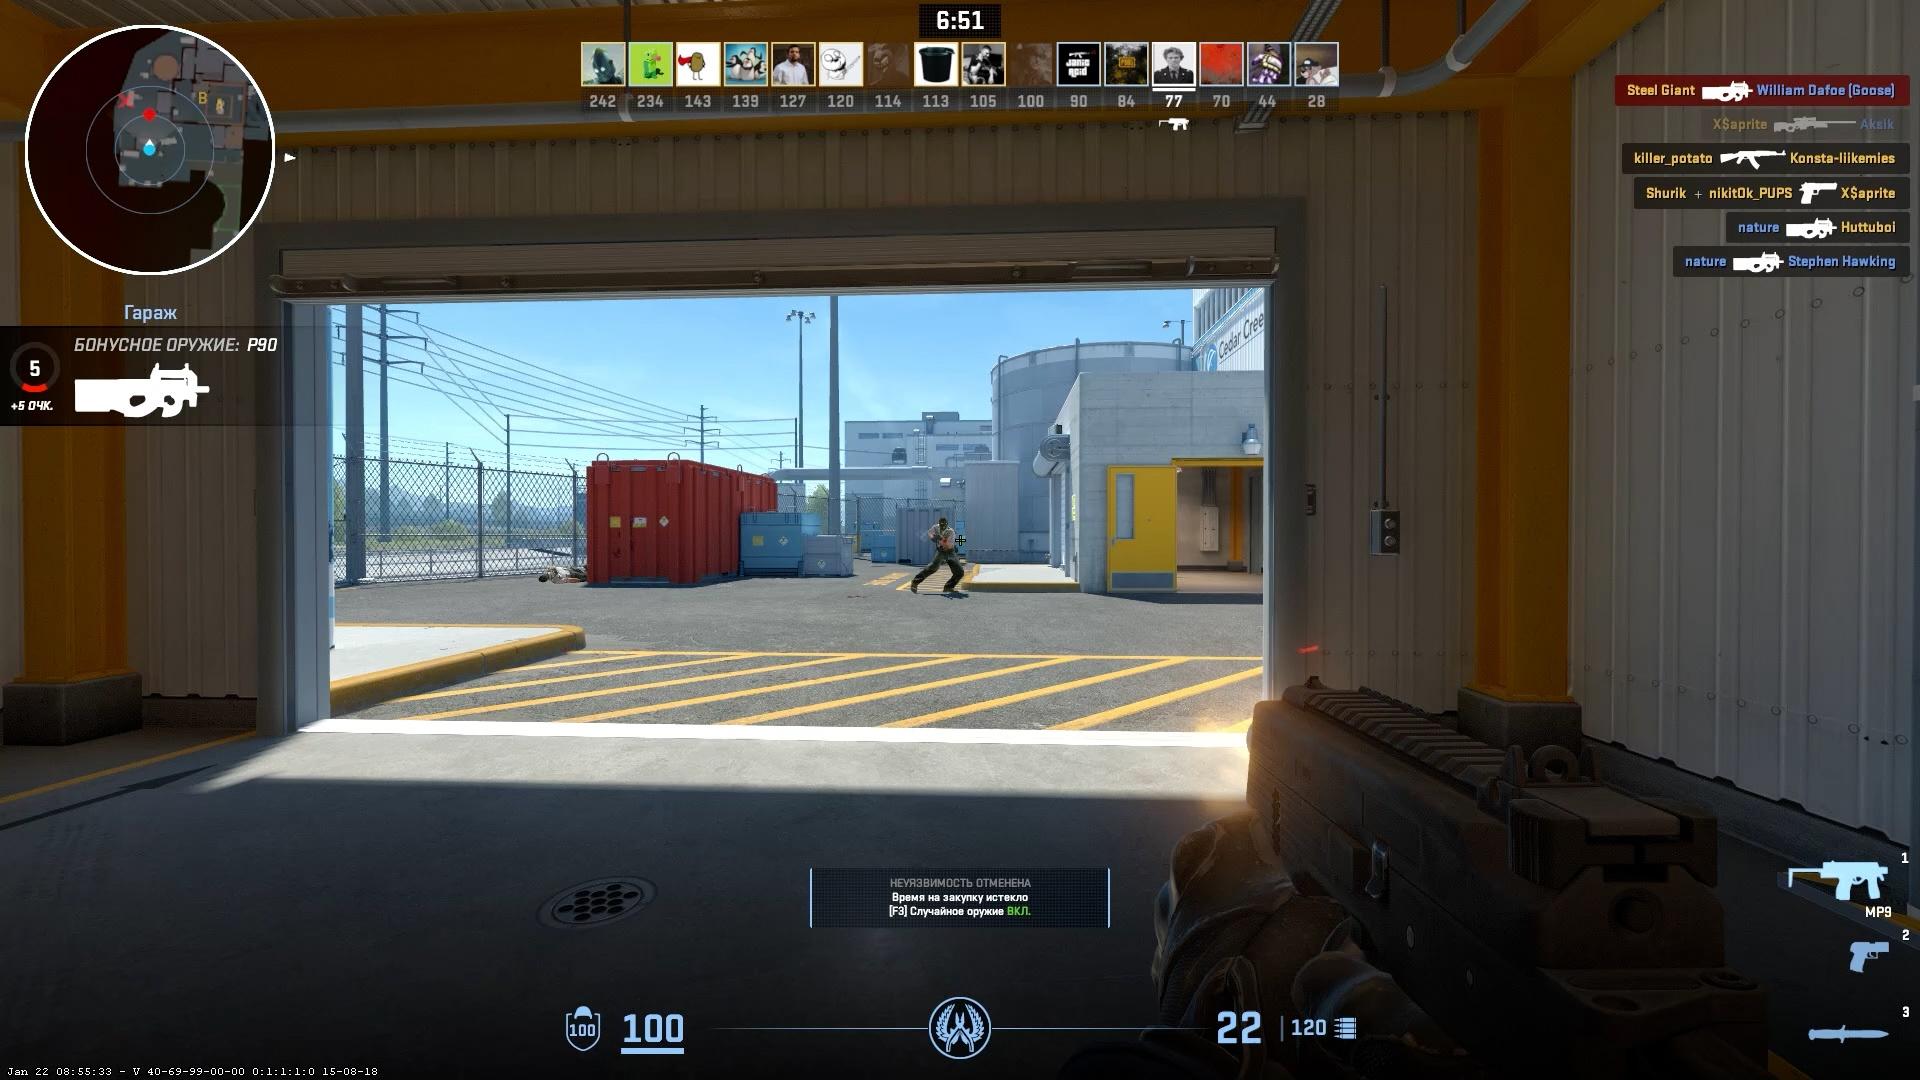 6:51
242 234 143 139 127 120 114 113 105 100 90 84 77 70 44 28
JANIC ACID
PUBG
B
Steel Giant William Dafoe (Goose)
X$aprite Aksik
killer_potato Konsta-liikemies
Shurik + nikit0k_PUPS X$aprite
nature Huttuboi
nature Stephen Hawking
Гараж
БОНУСНОЕ ОРУЖИЕ: P90
5
+5 ОЧК.
Cedar Cree
НЕУЯЗВИМОСТЬ ОТМЕНЕНА
Время на закупку истекло
[F3] Случайное оружие ВКЛ.
1
MP9
2
3
100 100
22 120
Jan 22 08:55:33 - V 40-69-99-00-00 0:1:1:1:0 15-08-18